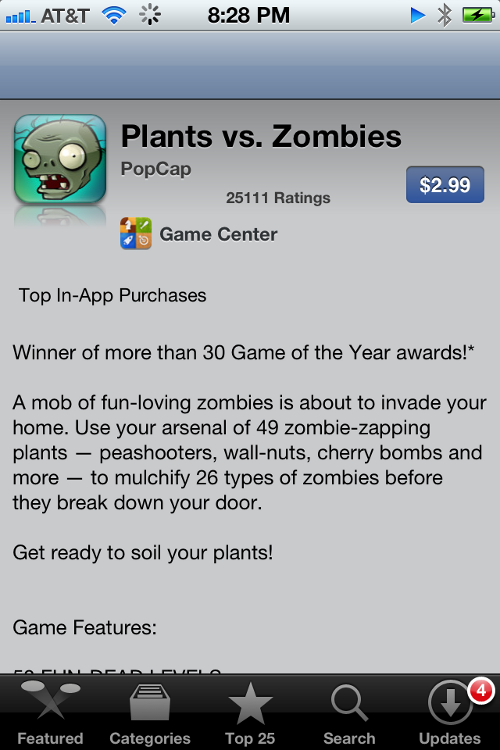 AT&T 8:28 PM
Plants vs. Zombies
PopCap
$2.99
25111 Ratings
Game Center
Top In-App Purchases
Winner of more than 30 Game of the Year awards!*
A mob of fun-loving zombies is about to invade your
home. Use your arsenal of 49 zombie-zapping
plants — peashooters, wall-nuts, cherry bombs and
more — to mulchify 26 types of zombies before
they break down your door.
Get ready to soil your plants!
Game Features:
50 FUN-DEAD LEVELS
4
Featured Categories Top 25 Search Updates